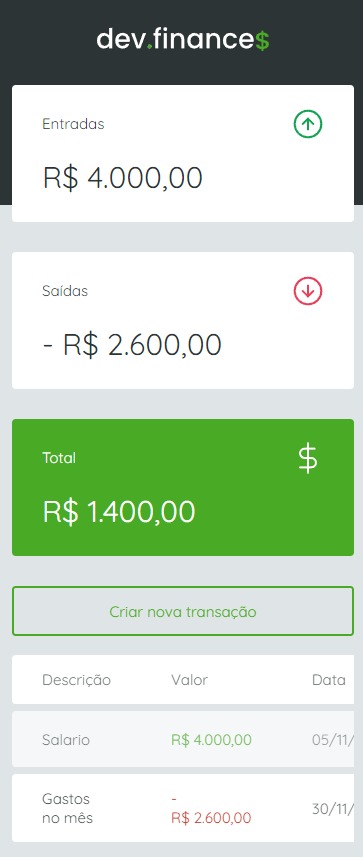 dev.finance$
Entradas
R$ 4.000,00
Saídas
- R$ 2.600,00
Total
$
R$ 1.400,00
Criar nova transação
Descrição Valor Data
Salario R$ 4.000,00 05/11/
Gastos
no mês
-
R$ 2.600,00
30/11/